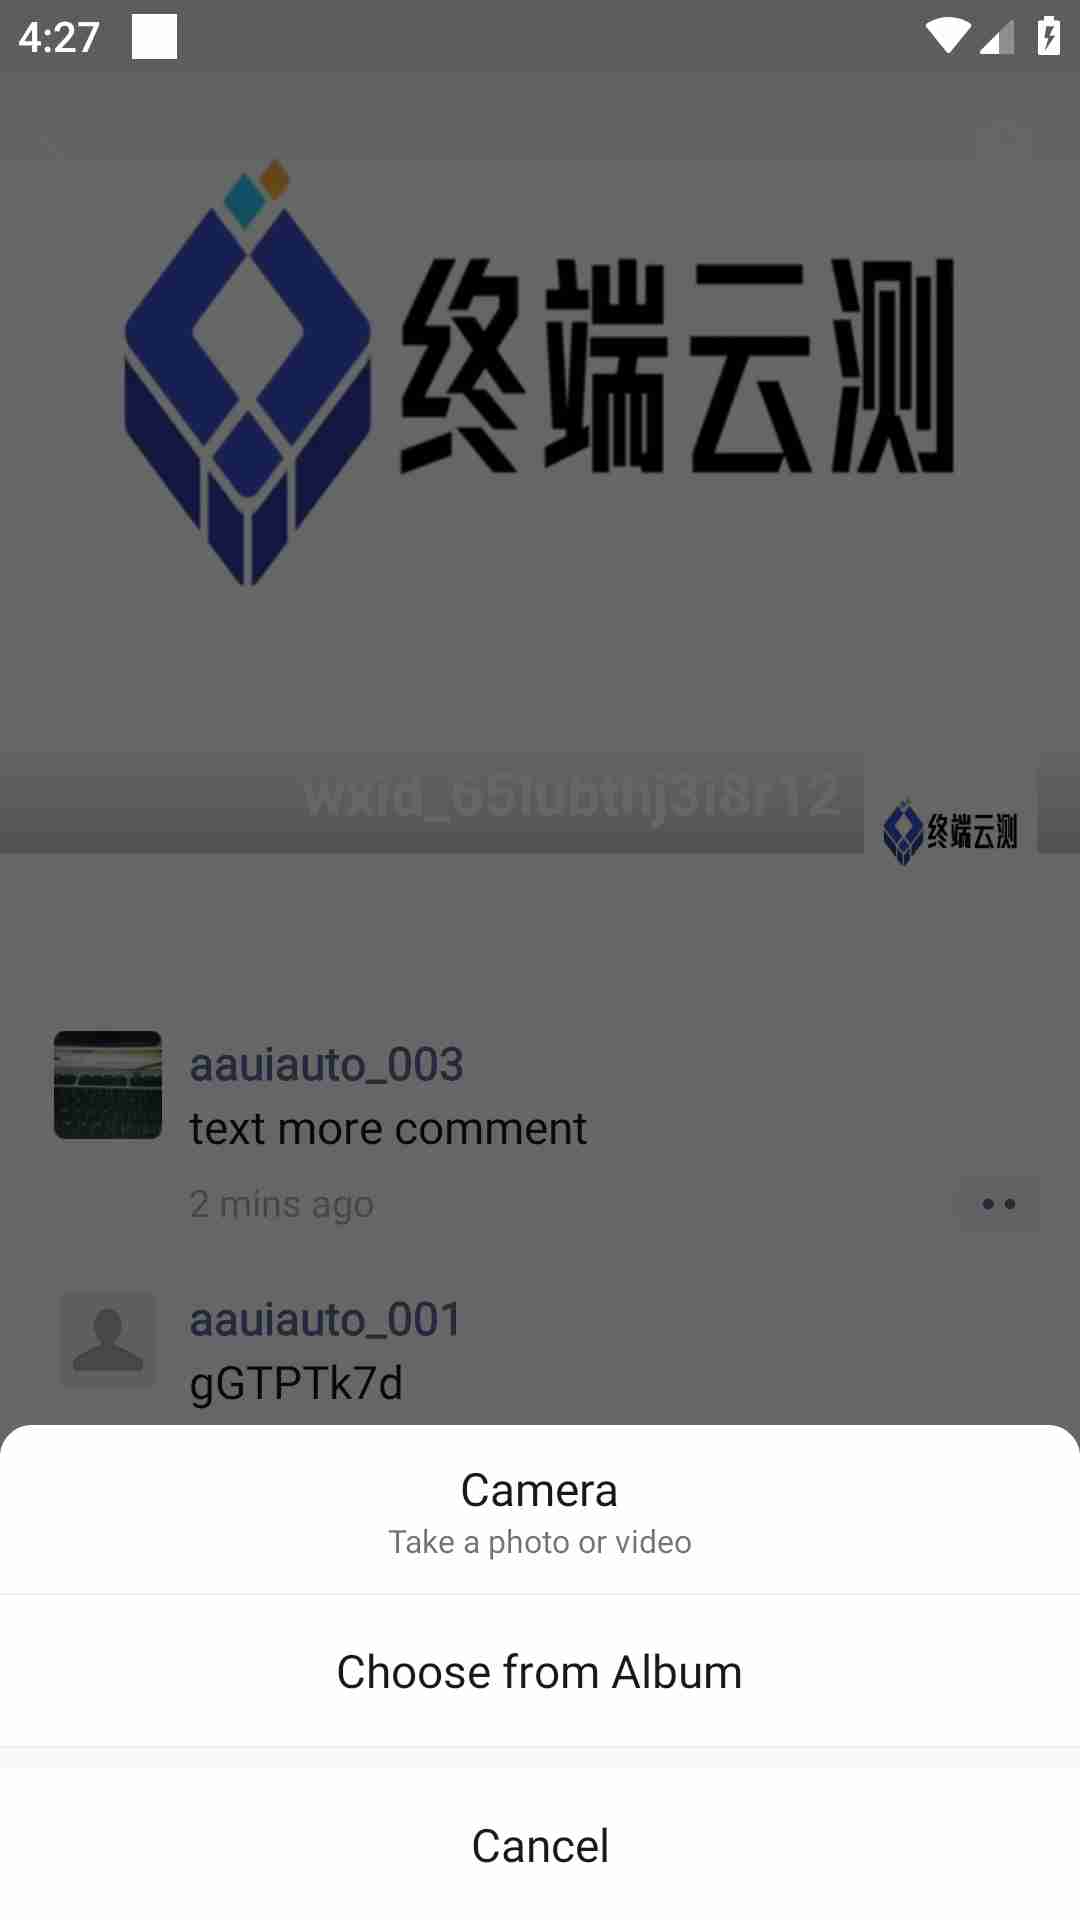 4:27
终端云测
wxid_65lubthj3i8r12
终端云测
aauiauto_003
text more comment
2 mins ago
aauiauto_001
gGTPTk7d
Camera
Take a photo or video
Choose from Album
Cancel